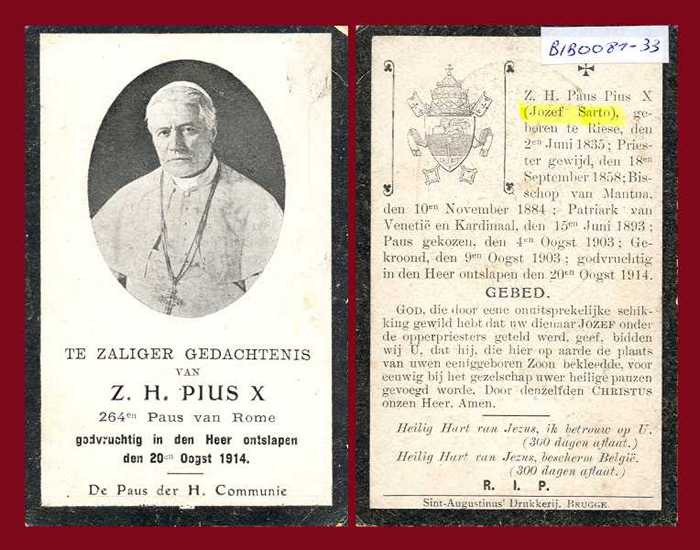 TE ZALIGER GEDACHTENIS
VAN
Z. H. PIUS X
264en Paus van Rome
godvruchtig in den Heer ontslapen
den 20en Oogst 1914.
De Paus der H. Communie
BIB0081-33
Z. H. Paus Pius X
(Jozef Sarto), ge-
boren te Riese, den
2en Juni 1835; Pries-
ter gewijd, den 18en
September 1858; Bis-
schop van Mantua,
den 10en November 1884; Patriark van
Venetië en Kardinaal, den 15en Juni 1893;
Paus gekozen, den 4en Oogst 1903; Ge-
kroond, den 9en Oogst 1903; godvruchtig
in den Heer ontslapen den 20en Oogst 1914.
GEBED.
GOD, die door eene onuitsprekelijke schik-
king gewild hebt dat uw dienaar JOZEF onder
de opperpriesters geteld werd, geef, bidden
wij U, dat hij, die hier op aarde de plaats
van uwen eeniggeboren Zoon bekleedde, voor
eeuwig bij het gezelschap uwer heilige pauzen
gevoegd worde. Door denzelfden CHRISTUS
onzen Heer. Amen.
Heilig Hart van Jezus, ik betrouw op U.
(300 dagen aflaat.)
Heilig Hart van Jezus, bescherm België.
(300 dagen aflaat.)
R. I. P.
Sint-Augustinus' Drukkerij, BRUGGE.